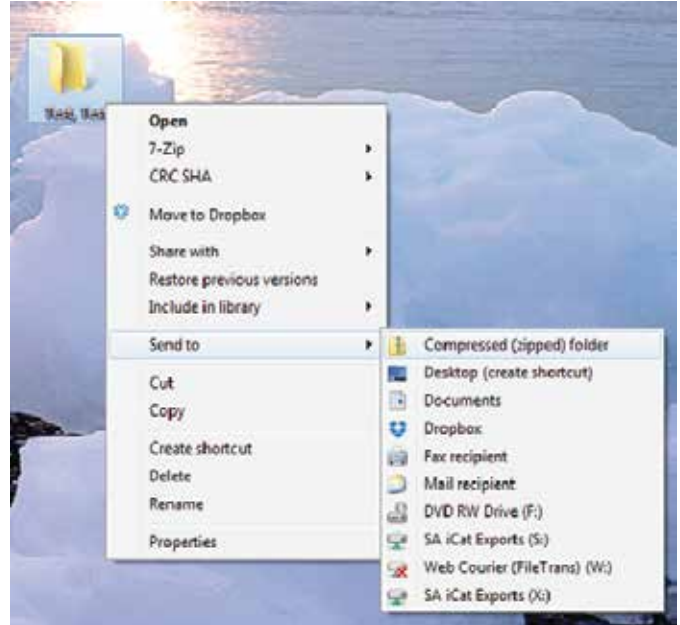 Open
7-Zip
CRC SHA
Move to Dropbox
Share with
Restore previous versions
Include in library
Send to
Cut
Copy
Create shortcut
Delete
Rename
Properties
Compressed (zipped) folder
Desktop (create shortcut)
Documents
Dropbox
Fax recipient
Mail recipient
DVD RW Drive (F:)
SA iCat Exports (S:)
Web Courier (FileTrans) (W:)
SA iCat Exports (X:)